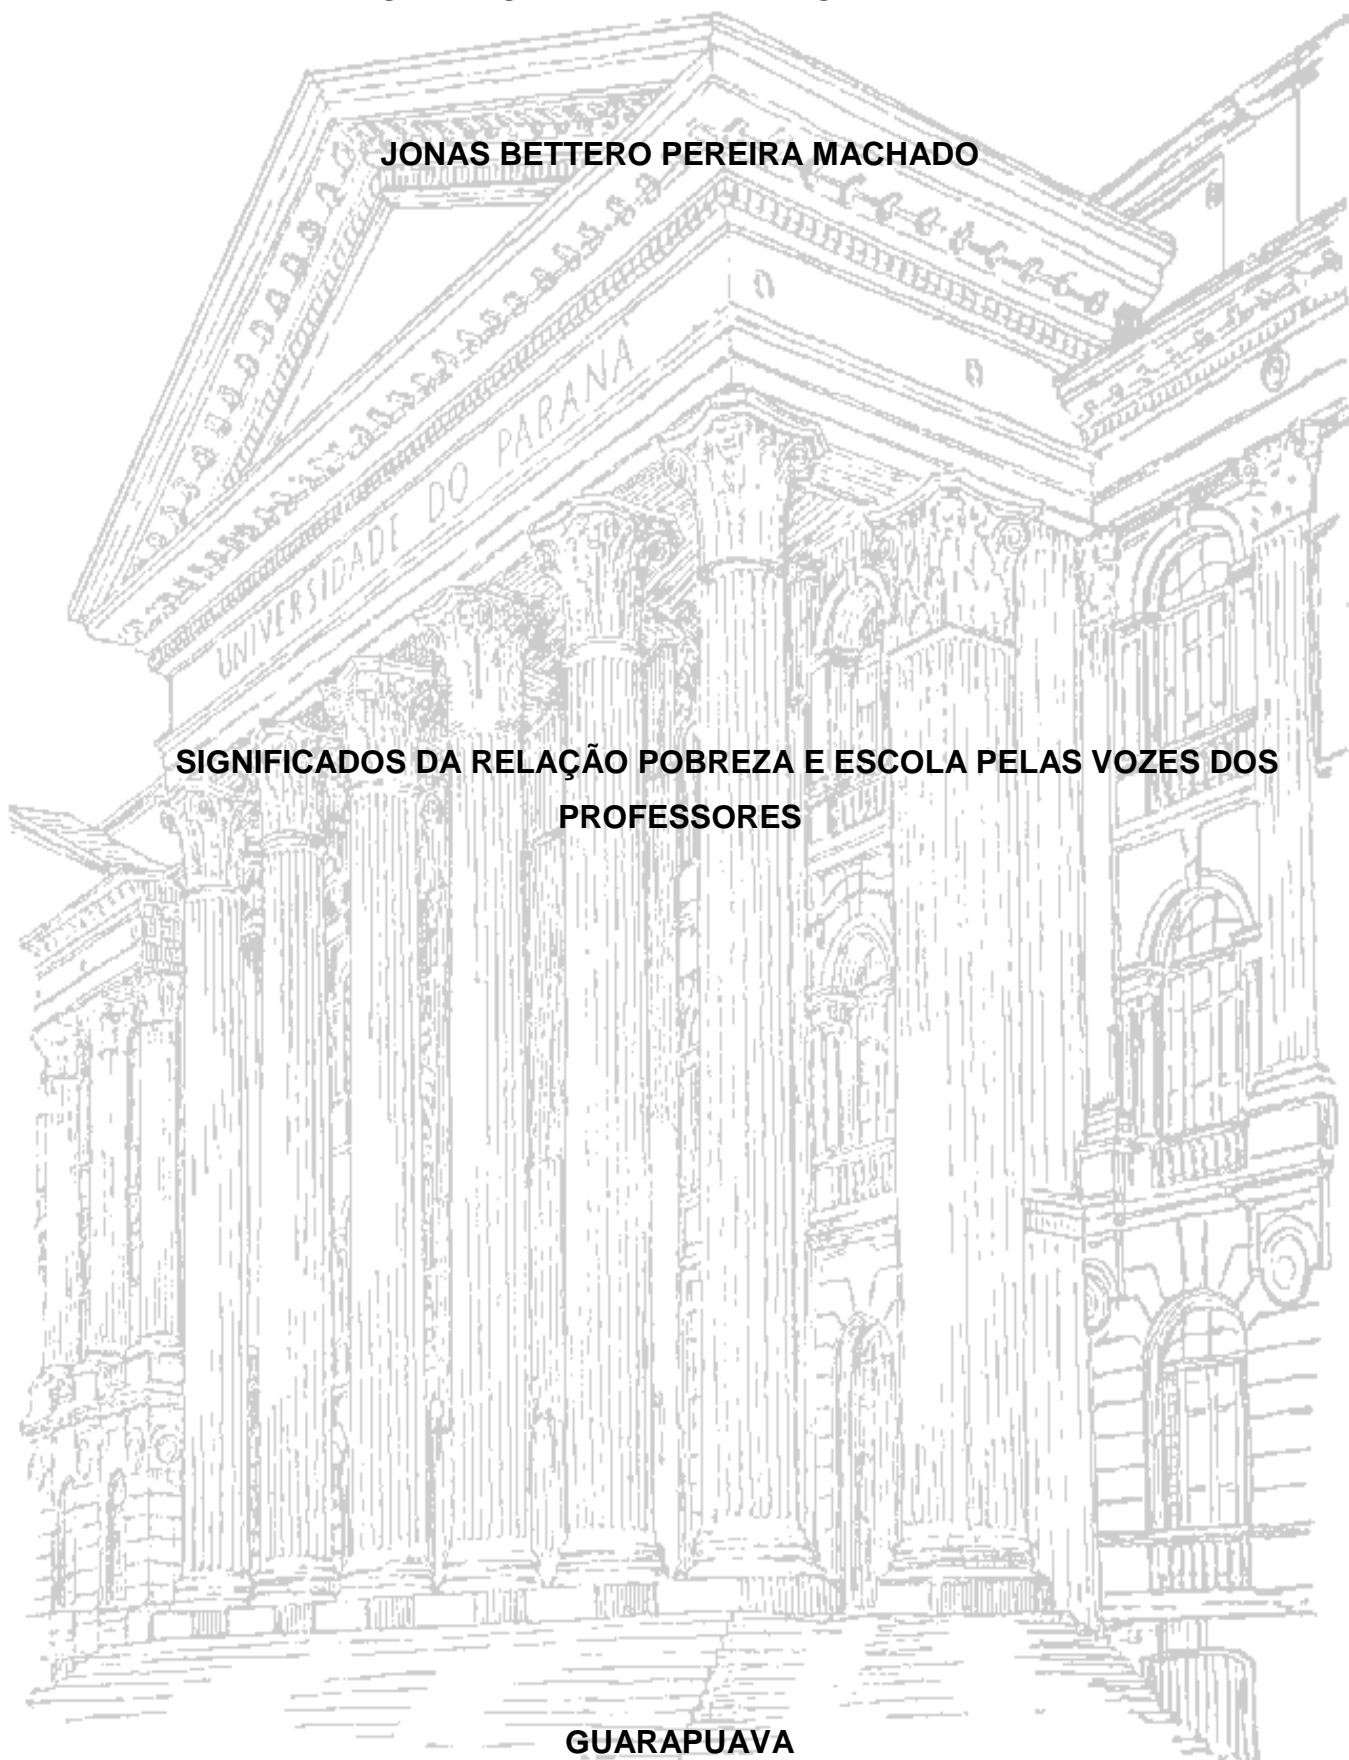 JONAS BETTERO PEREIRA MACHADO
UNIVERSIDADE DO PARANÁ
SIGNIFICADOS DA RELAÇÃO POBREZA E ESCOLA PELAS VOZES DOS
PROFESSORES
GUARAPUAVA